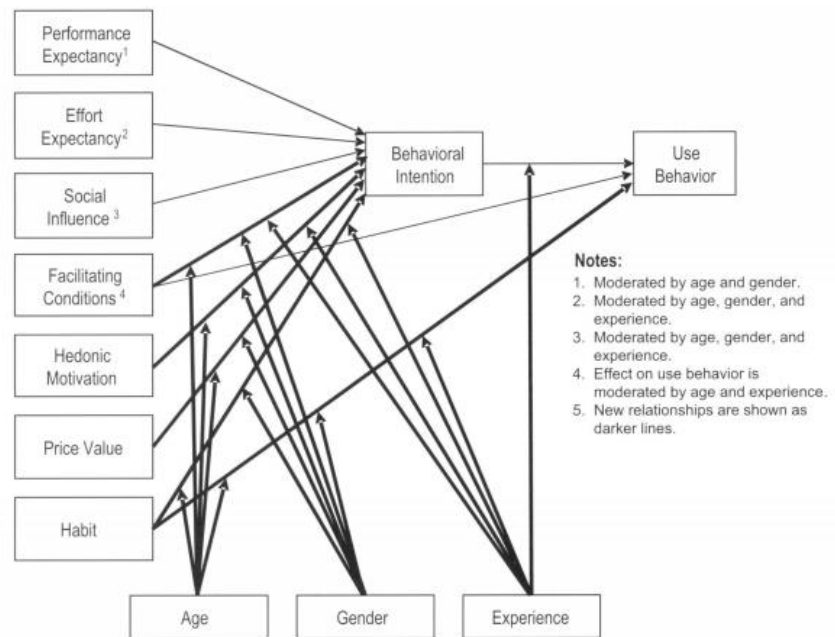 Performance
Expectancy1
Effort
Expectancy2
Social
Influence 3
Facilitating
Conditions 4
Hedonic
Motivation
Price Value
Habit
Behavioral
Intention
Use
Behavior
Notes:
1. Moderated by age and gender.
2. Moderated by age, gender, and
experience.
3. Moderated by age, gender, and
experience.
4. Effect on use behavior is
moderated by age and experience.
5. New relationships are shown as
darker lines.
Age
Gender
Experience